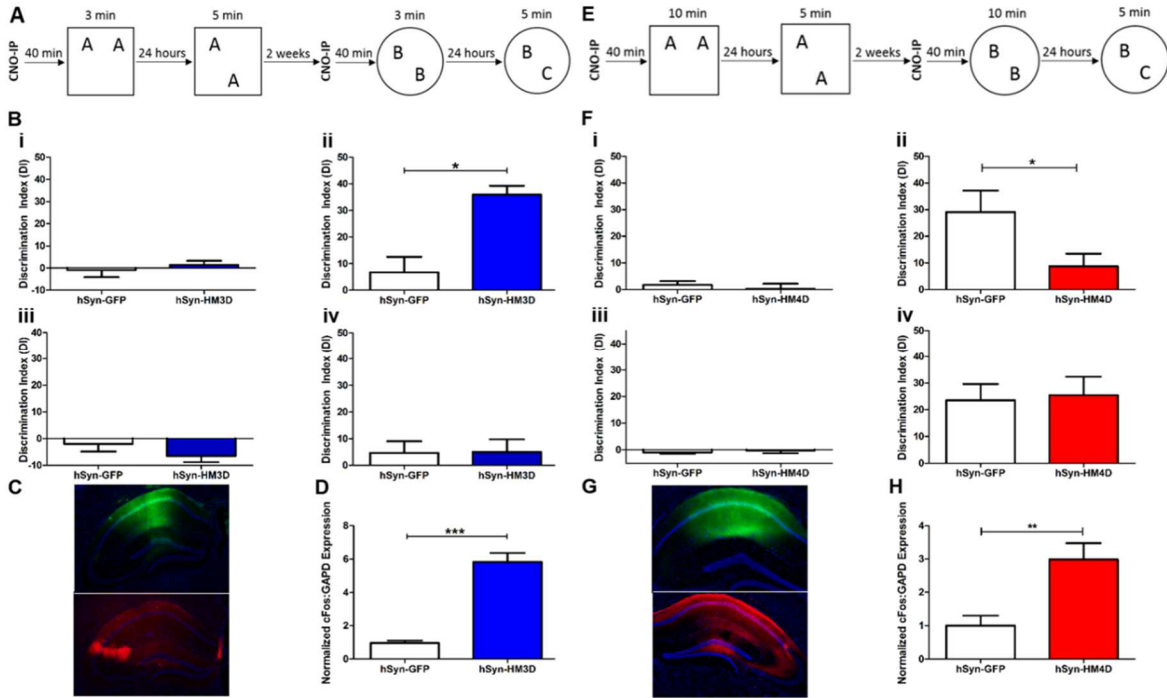 A
3 min
5 min
3 min
5 min
CNO-IP
40 min
A A
24 hours
A
A
2 weeks
CNO-IP
40 min
B
B
24 hours
B
C
E
10 min
5 min
10 min
5 min
CNO-IP
40 min
A A
24 hours
A
A
2 weeks
CNO-IP
40 min
B
B
24 hours
B
C
B
i
Discrimination Index (DI)
50
40
30
20
10
0
-10
hSyn-GFP
hSyn-HM3D
ii
Discrimination Index (DI)
50
40
30
20
10
0
*
hSyn-GFP
hSyn-HM3D
iii
Discrimination Index (DI)
40
30
20
10
0
-10
hSyn-GFP
hSyn-HM3D
iv
Discrimination Index (DI)
50
40
30
20
10
0
hSyn-GFP
hSyn-HM3D
F
i
Discrimination Index (DI)
50
40
30
20
10
0
hSyn-GFP
hSyn-HM4D
ii
Discrimination Index (DI)
50
40
30
20
10
0
*
hSyn-GFP
hSyn-HM4D
iii
Discrimination Index (DI)
40
30
20
10
0
hSyn-GFP
hSyn-HM4D
iv
Discrimination Index (DI)
50
40
30
20
10
0
hSyn-GFP
hSyn-HM4D
C
D
Normalized cFos:GAPD Expression
8
6
4
2
0
***
hSyn-GFP
hSyn-HM3D
G
H
Normalized cFos:GAPD Expression
4
3
2
1
0
**
hSyn-GFP
hSyn-HM4D